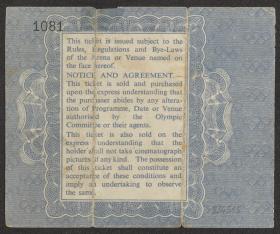 1081
This ticket is issued subject to the
Rules, Regulations and Bye-Laws
of the Arena or Venue named on
the face hereof.
NOTICE AND AGREEMENT.—
This ticket is sold and purchased
upon the express understanding that
the purchaser abides by any altera-
tion of Programme, Date or Venue
authorised by the Olympic
Committee or their agents.
This ticket is also sold on the
express understanding that the
holder shall not take cinematograph
pictures of any kind. The possession
of this ticket shall constitute an
acceptance of these conditions and
imply an undertaking to observe
the same.